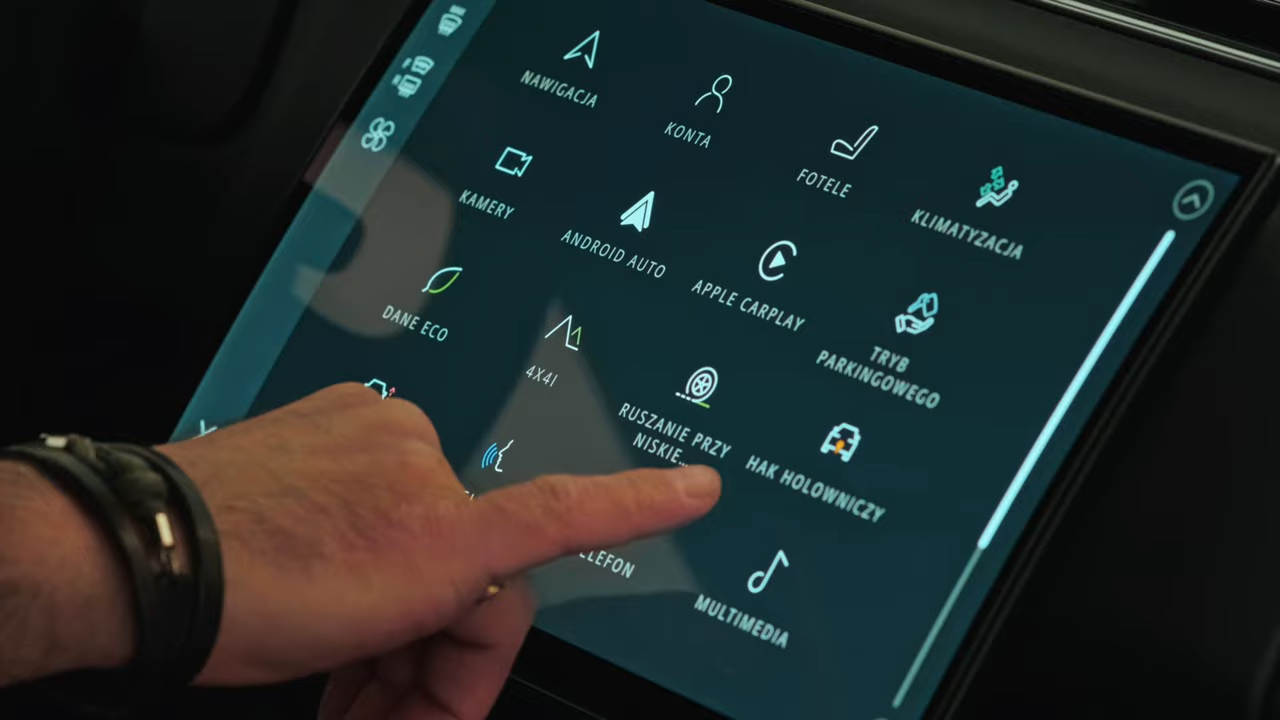 NAWIGACJA
KONTA
FOTELE
KLIMATYZACJA
KAMERY
ANDROID AUTO
APPLE CARPLAY
TRYB
PARKINGOWEGO
DANE ECO
4X4I
RUSZANIE PRZY
NISKIE...
HAK HOLOWNICZY
ELEFON
MULTIMEDIA